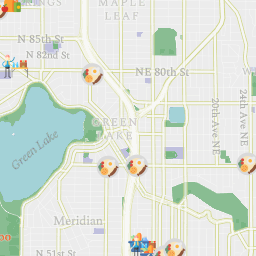 MAPLE
LEAF
N 85th St
N 82nd St
NE 80th St
GREEN
LAKE
Green Lake
20th Ave NE
24th Ave NE
Meridian
N 51st St